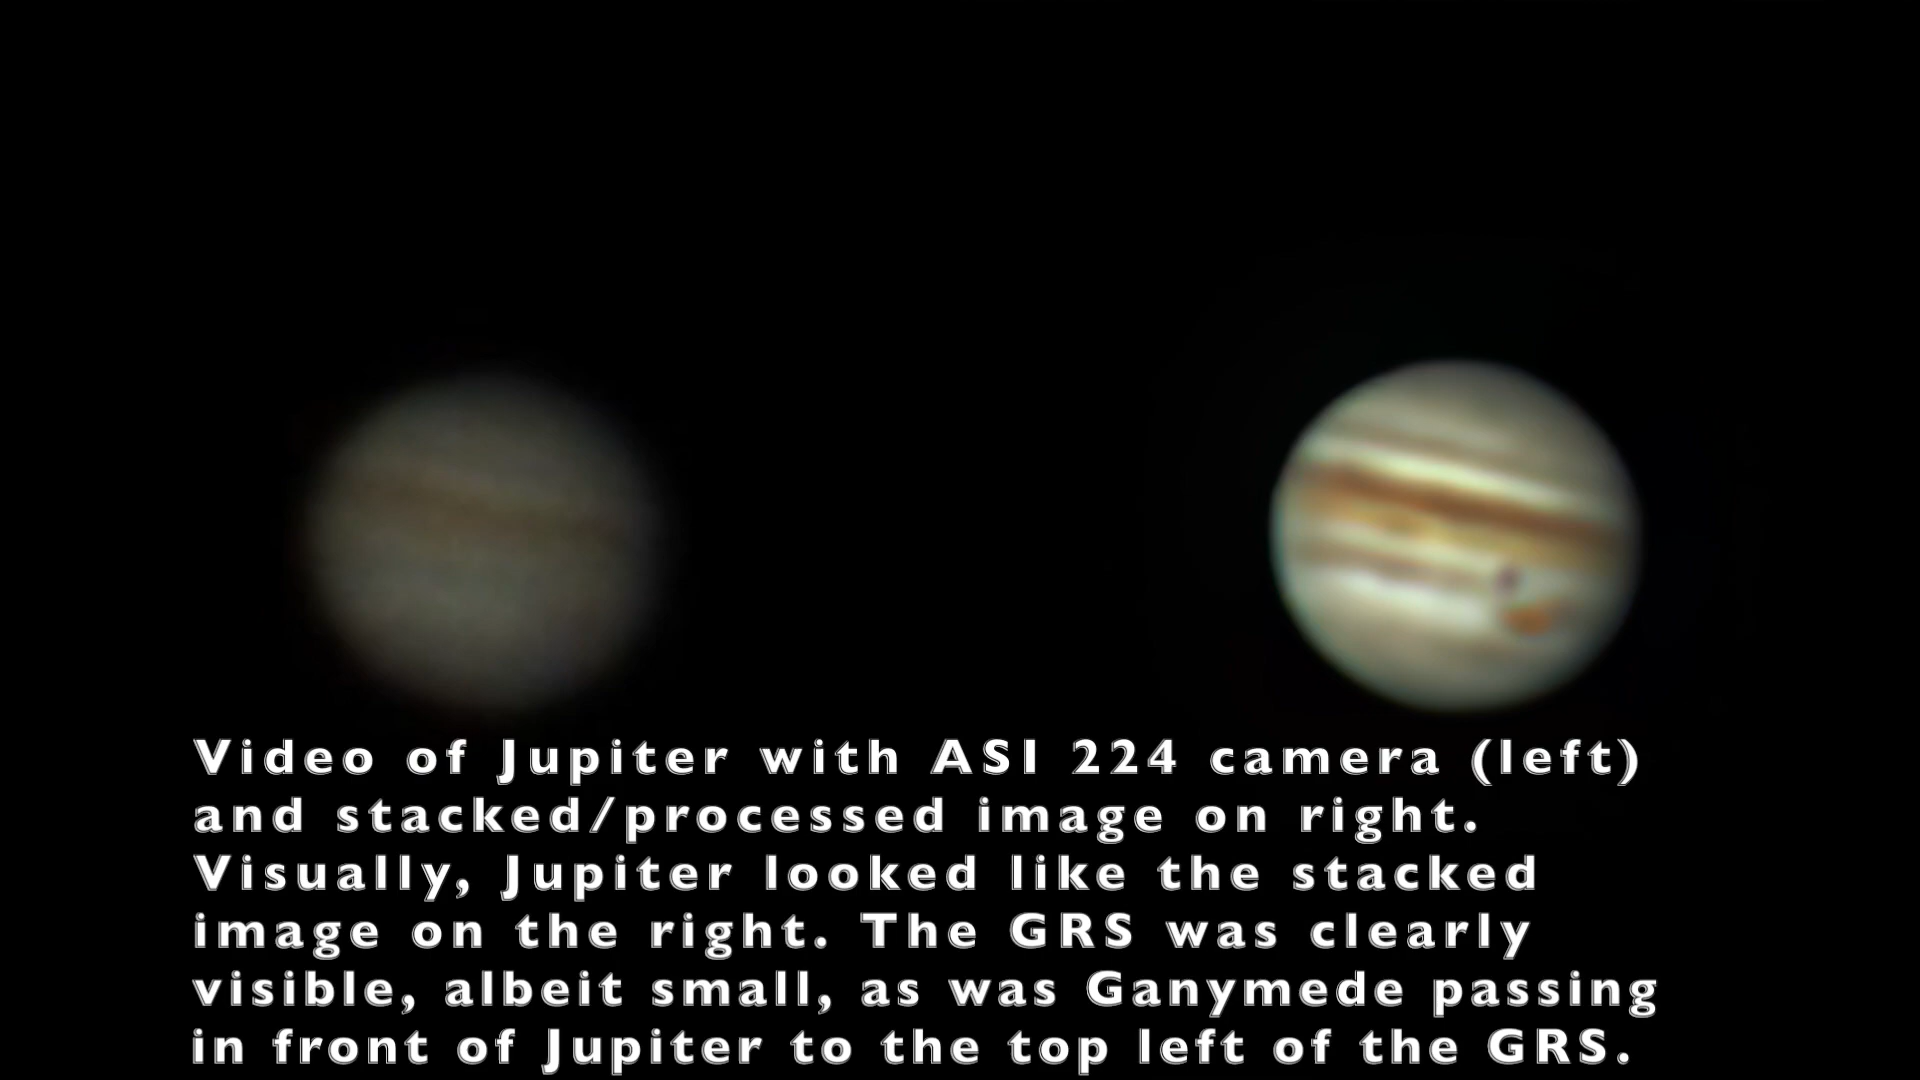 Video of Jupiter with ASI 224 camera (left)
and stacked/processed image on right.
Visually, Jupiter looked like the stacked
image on the right. The GRS was clearly
visible, albeit small, as was Ganymede passing
in front of Jupiter to the top left of the GRS.